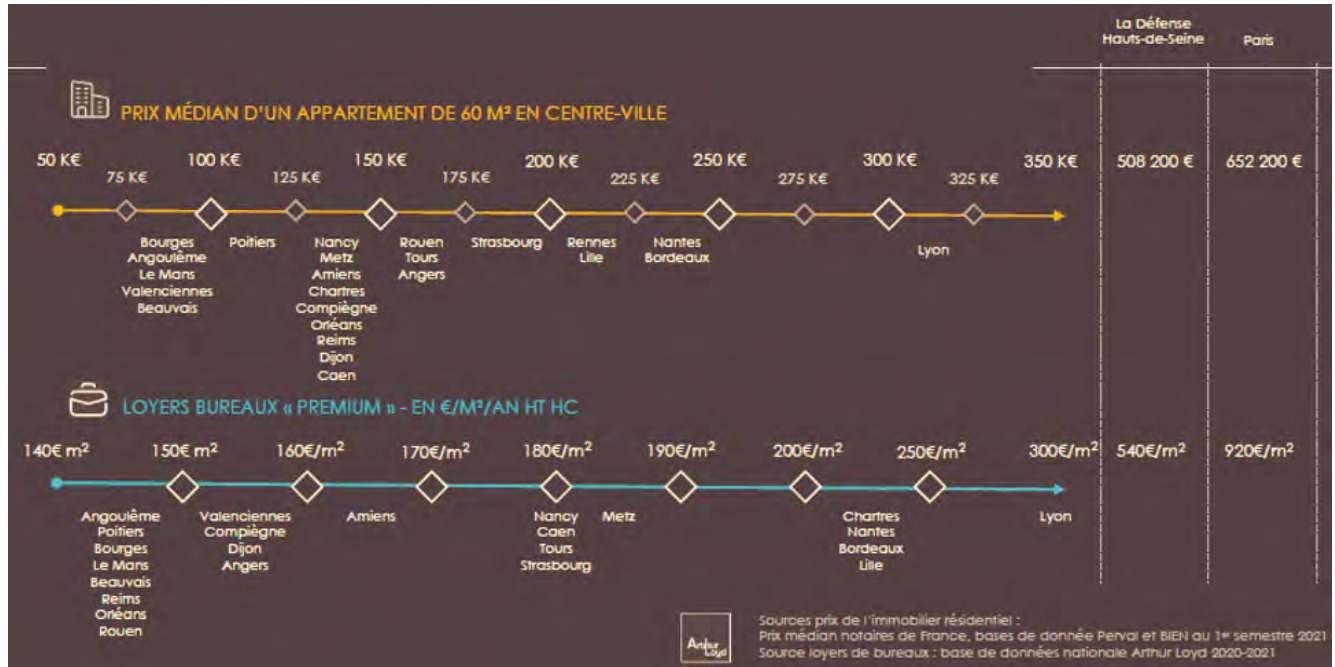 La Défense
Hauts-de-Seine
Paris
PRIX MÉDIAN D'UN APPARTEMENT DE 60 M² EN CENTRE-VILLE
50 K€ 100 K€ 150 K€ 200 K€ 250 K€ 300 K€ 350 K€ 508 200 € 652 200 €
75 K€ 125 K€ 175 K€ 225 K€ 275 K€ 325 K€
Bourges
Angoulême
Le Mans
Valenciennes
Beauvais
Poitiers
Nancy
Metz
Amiens
Chartres
Compiègne
Orléans
Reims
Dijon
Caen
Rouen
Tours
Angers
Strasbourg
Rennes
Lille
Nantes
Bordeaux
Lyon
LOYERS BUREAUX « PREMIUM » - EN €/M²/AN HT HC
140€ m² 150€ m² 160€/m² 170€/m² 180€/m² 190€/m² 200€/m² 250€/m² 300€/m² 540€/m² 920€/m²
Angoulême
Poitiers
Bourges
Le Mans
Beauvais
Reims
Orléans
Rouen
Valenciennes
Compiègne
Dijon
Angers
Amiens
Nancy
Caen
Tours
Strasbourg
Metz
Chartres
Nantes
Bordeaux
Lille
Lyon
Arthur
Loyd
Sources prix de l'immobilier résidentiel :
Prix médian notaires de France, bases de donnée Perval et BIEN au 1er semestre 2021
Source loyers de bureaux : base de données nationale Arthur Loyd 2020-2021